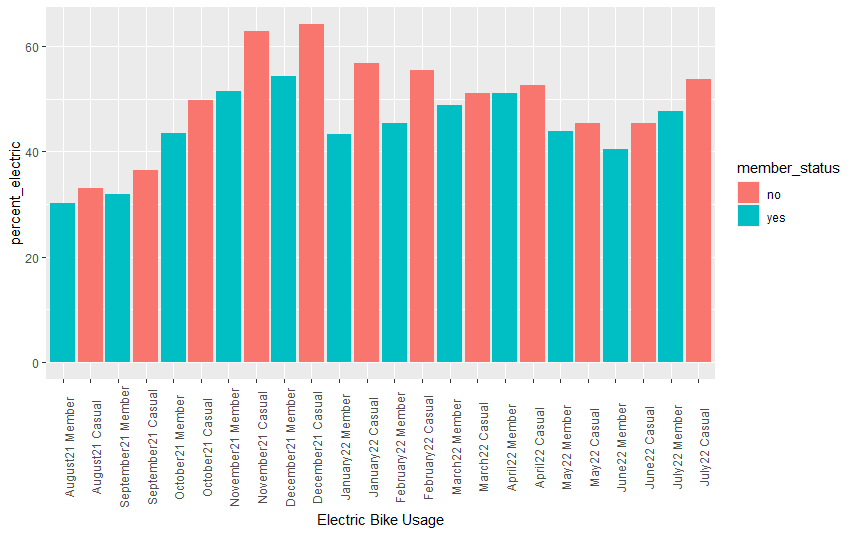 60
40
20
0
percent_electric
August21 Member
August21 Casual
September21 Member
September21 Casual
October21 Member
October21 Casual
November21 Member
November21 Casual
December21 Member
December21 Casual
January22 Member
January22 Casual
February22 Member
February22 Casual
March22 Member
March22 Casual
April22 Member
April22 Casual
May22 Member
May22 Casual
June22 Member
June22 Casual
July22 Member
July22 Casual
Electric Bike Usage
member_status
no
yes